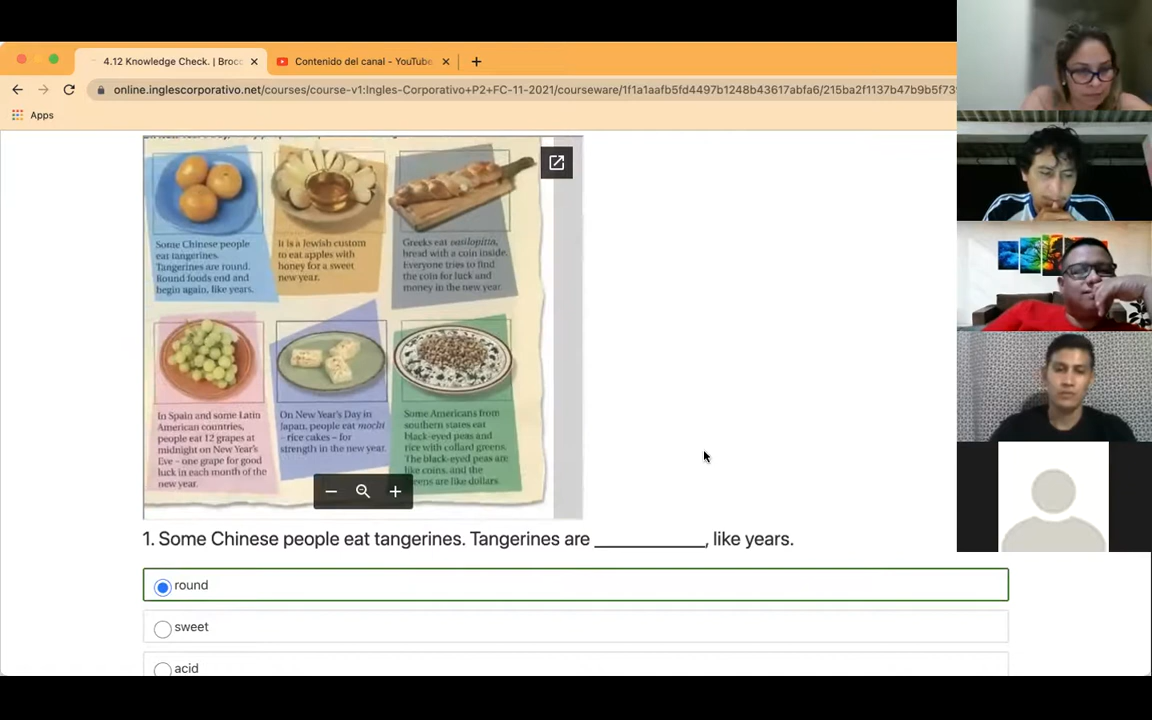 4.12 Knowledge Check. | Broc
Contenido del canal - YouTube
online.inglescorporativo.net/courses/course-v1:Ingles-Corporativo+P2+FC-11-2021/courseware/1f1a1aafb5fd4497b1248b43617abfa6/215ba2f1137b47b9b5f73
Apps
Some Chinese people
eat tangerines.
Tangerines are round.
Round foods end and
begin again, like years.
It is a Jewish custom
to eat apples with
honey for a sweet
new year.
Greeks eat vasilopitta,
bread with a coin inside.
Everyone tries to find
the coin for luck and
money in the new year.
In Spain and some Latin
American countries,
people eat 12 grapes at
midnight on New Year's
Eve – one grape for good
luck in each month of the
new year.
On New Year's Day in
Japan, people eat mochi
- rice cakes – for
strength in the new year.
Some Americans from
southern states eat
black-eyed peas and
rice with collard greens.
The black-eyed peas are
like coins, and the
are like dollars.
1. Some Chinese people eat tangerines. Tangerines are ____________, like years.
round
sweet
acid